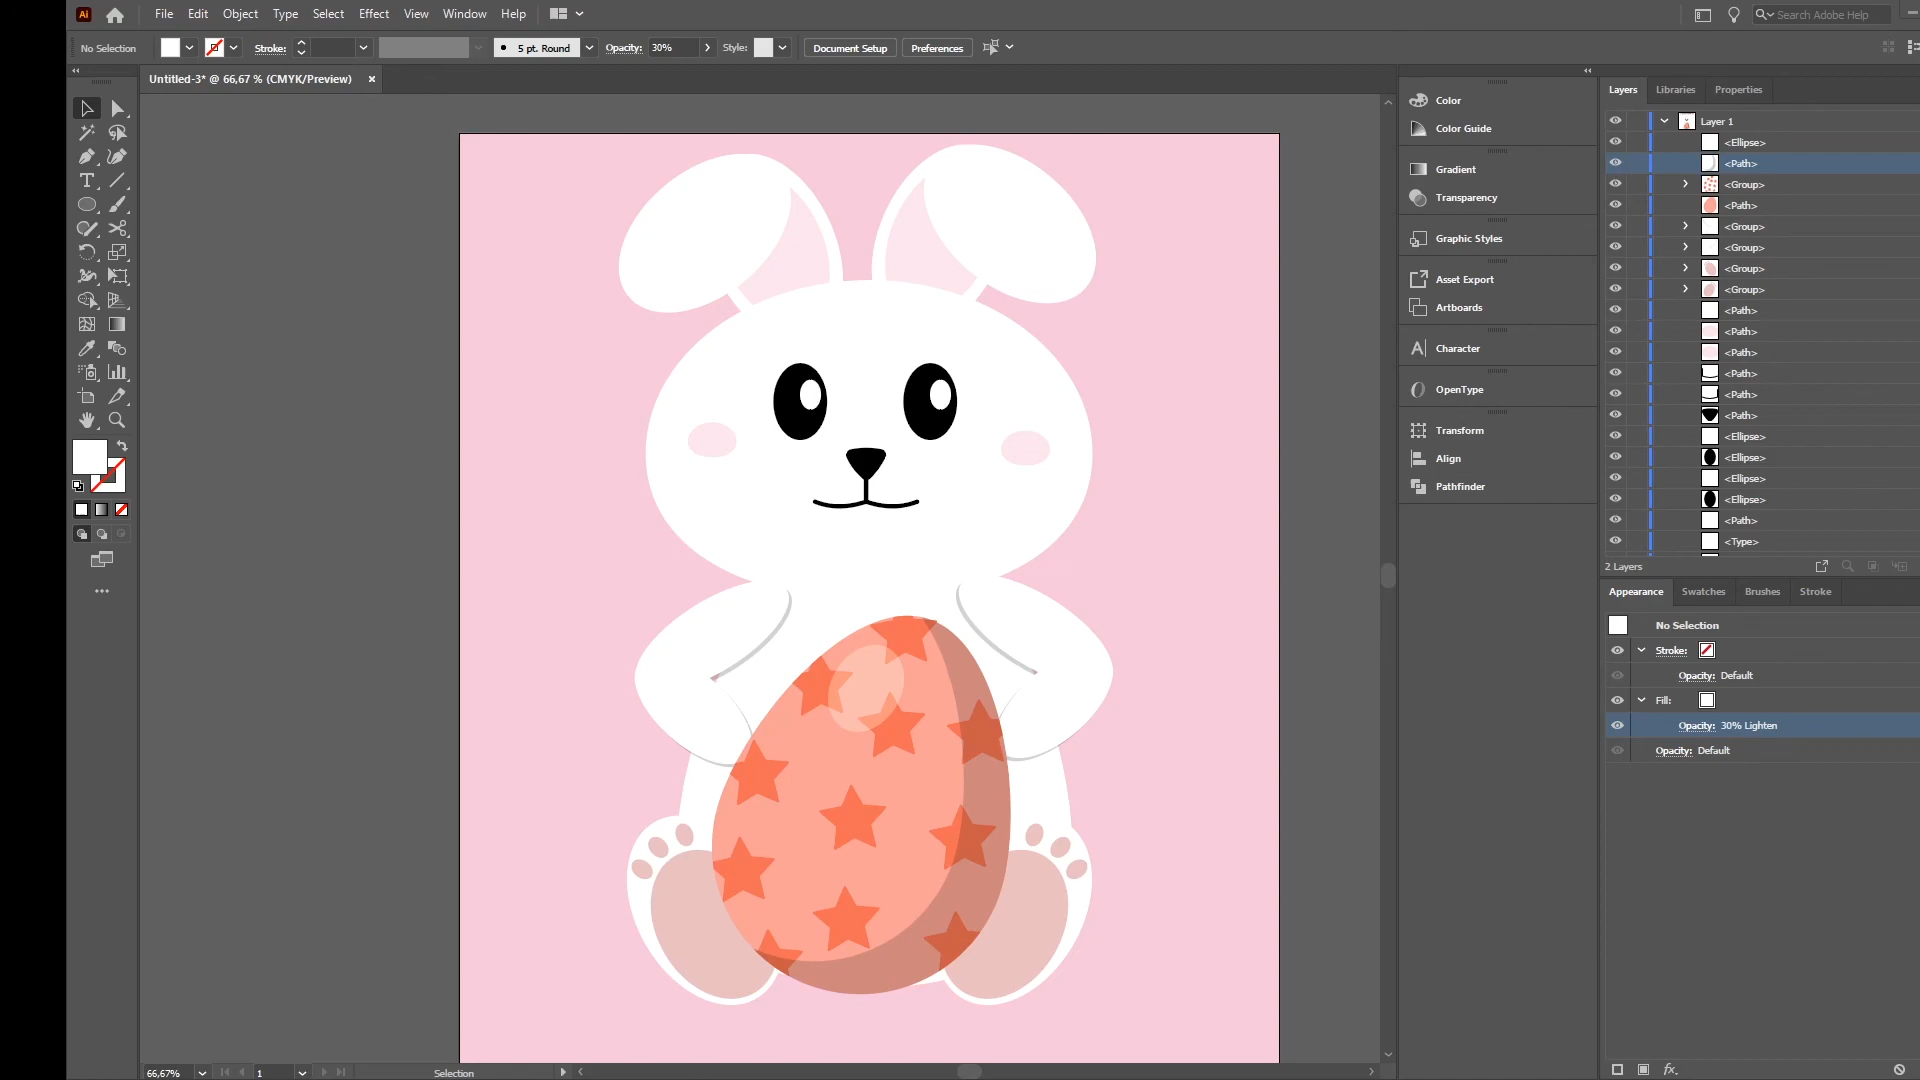 Ai File Edit Object Type Select Effect View Window Help Search Adobe Help
No Selection Stroke: 5 pt. Round Opacity: 30% Style: Document Setup Preferences
Untitled-3* @ 66,67 % (CMYK/Preview) ×
Layers Libraries Properties
Color
Color Guide
Gradient
Transparency
Graphic Styles
Asset Export
Artboards
Character
OpenType
Transform
Align
Pathfinder
Layer 1
<Ellipse>
<Path>
<Group>
<Path>
<Group>
<Group>
<Group>
<Group>
<Path>
<Path>
<Path>
<Path>
<Path>
<Path>
<Ellipse>
<Ellipse>
<Ellipse>
<Ellipse>
<Path>
<Type>
2 Layers
Appearance Swatches Brushes Stroke
No Selection
Stroke:
Opacity: Default
Fill:
Opacity: 30% Lighten
Opacity: Default
fx
66,67% 1 Selection